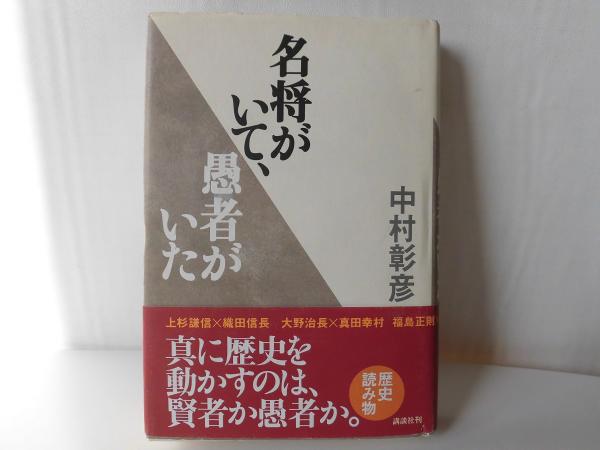 名将が
いて、
愚者が
いた
中村彰彦
上杉謙信×織田信長 大野治長×真田幸村 福島正則
真に歴史を
動かすのは、
賢者か愚者か。
歴史
読み物
講談社刊